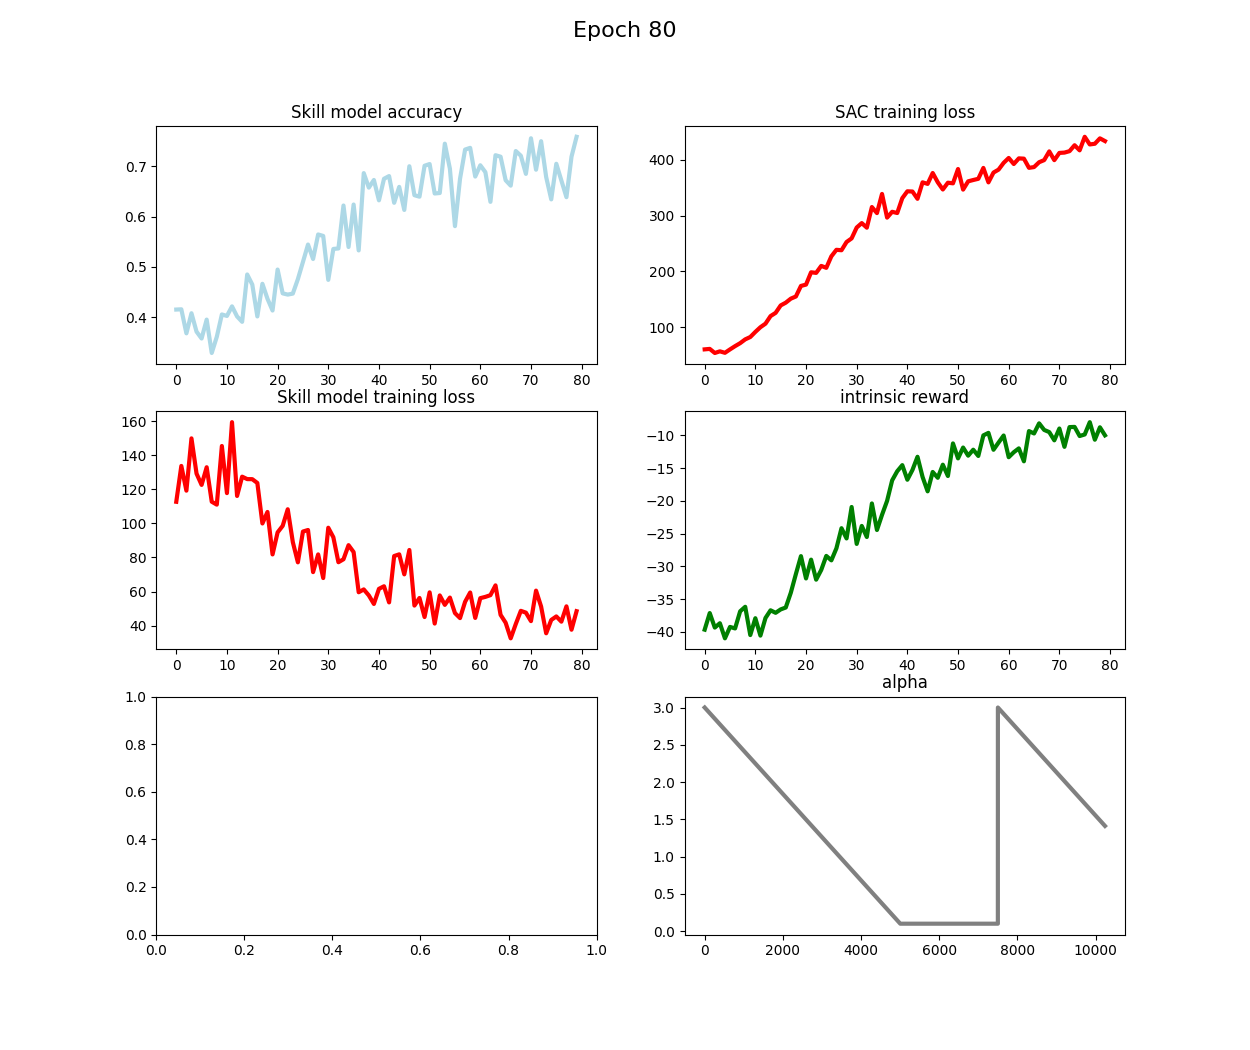 Epoch 80
Skill model accuracy
0.7
0.6
0.5
0.4
0 10 20 30 40 50 60 70 80
SAC training loss
400
300
200
100
0 10 20 30 40 50 60 70 80
Skill model training loss
160
140
120
100
80
60
40
0 10 20 30 40 50 60 70 80
intrinsic reward
−10
−15
−20
−25
−30
−35
−40
0 10 20 30 40 50 60 70 80
1.0
0.8
0.6
0.4
0.2
0.0
0.0 0.2 0.4 0.6 0.8 1.0
alpha
3.0
2.5
2.0
1.5
1.0
0.5
0.0
0 2000 4000 6000 8000 10000